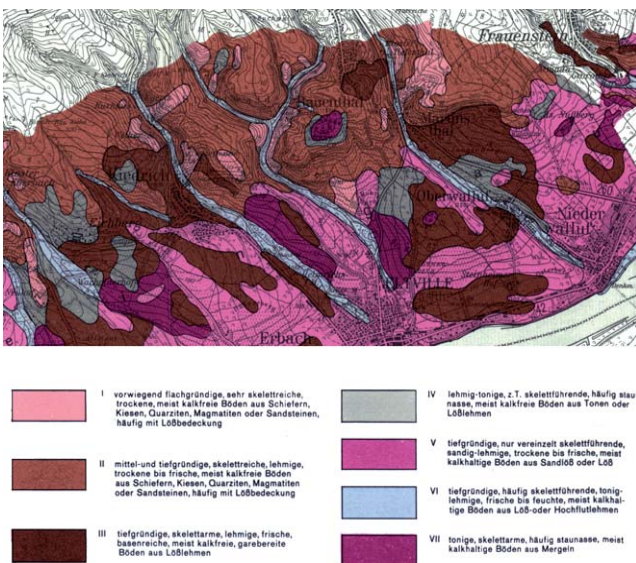 Frauenstein
Martins
thal
Oberwalluf
Nieder
walluf
ELTVILLE
Erbach
I vorwiegend flachgründige, sehr skelettreiche,
trockene, meist kalkfreie Böden aus Schiefern,
Kiesen, Quarziten, Magmatiten oder Sandsteinen,
häufig mit Lößbedeckung
II mittel-und tiefgründige, skelettreiche, lehmige,
trockene bis frische, meist kalkfreie Böden
aus Schiefern, Kiesen, Quarziten, Magmatiten
oder Sandsteinen, häufig mit Lößbedeckung
III tiefgründige, skelettarme, lehmige, frische,
basenreiche, meist kalkfreie, garebereite
Böden aus Lößlehmen
IV lehmig-tonige, z.T. skelettführende, häufig stau
nasse, meist kalkfreie Böden aus Tonen oder
Lößlehmen
V tiefgründige, nur vereinzelt skelettführende,
sandig-lehmige, trockene bis frische, meist
kalkhaltige Böden aus Sandlöß oder Löß
VI tiefgründige, häufig skelettführende, tonig-
lehmige, frische bis feuchte, meist kalkhal-
tige Böden aus Löß-oder Hochflutlehmen
VII tonige, skelettarme, häufig staunasse, meist
kalkhaltige Böden aus Mergeln